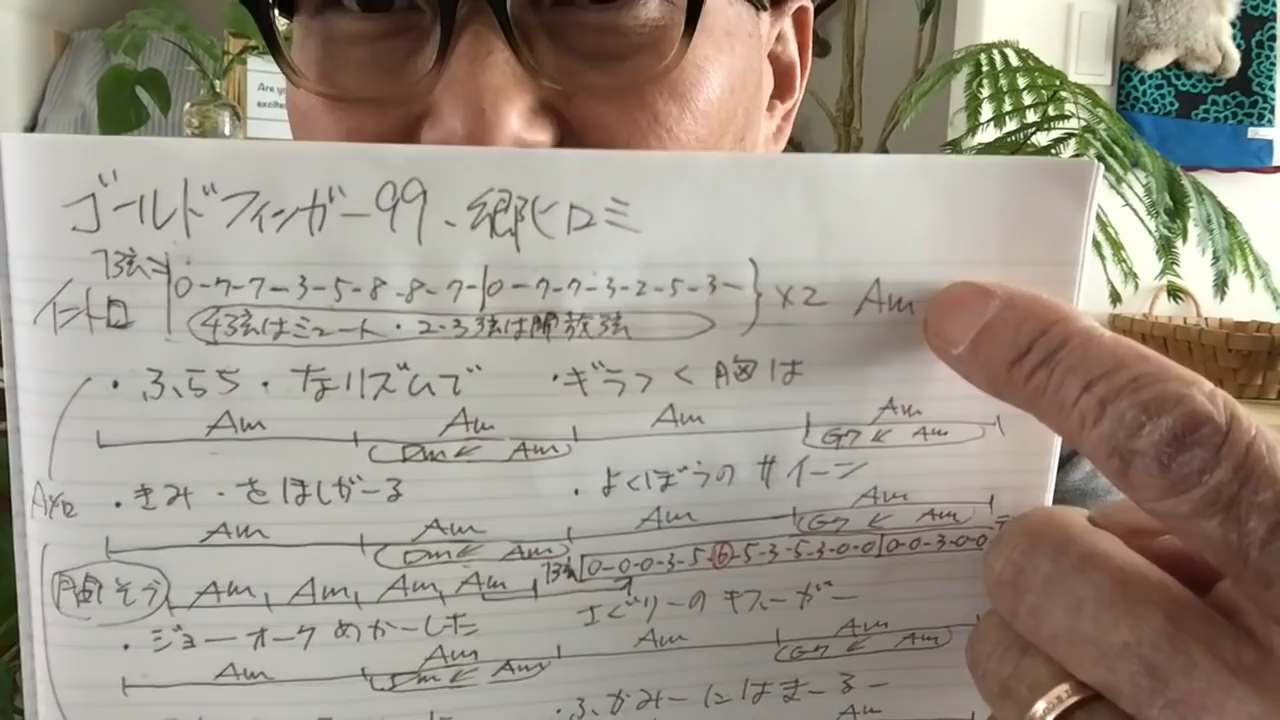 ゴールドフィンガー99、郷ヒロミ
イントロ 1弦⇒ 0-7-7-3-5-8-8-7-|0-7-7-3-2-5-3- }×2 Am
4弦はミュート・2・3弦は開放弦
・ふ、らち・なリズムで ・ギラつく胸は
Am Am Am Am
Dm← Am G7← Am
Aメロ ・きみ・をほしがーる ・よくぼうのサイーン
Am Am Am Am
Dm← Am G7← Am
間そう Am Am Am Am 1弦 0-0-0-3-5-6-5-3-5-3-0-0|0-0-3-0-0
・ジョーオーケめかーした エぐりーのキスーがー
Am Am Am Am
Dm← Am G7← Am
・ふ、かみーにはまーるー
Am